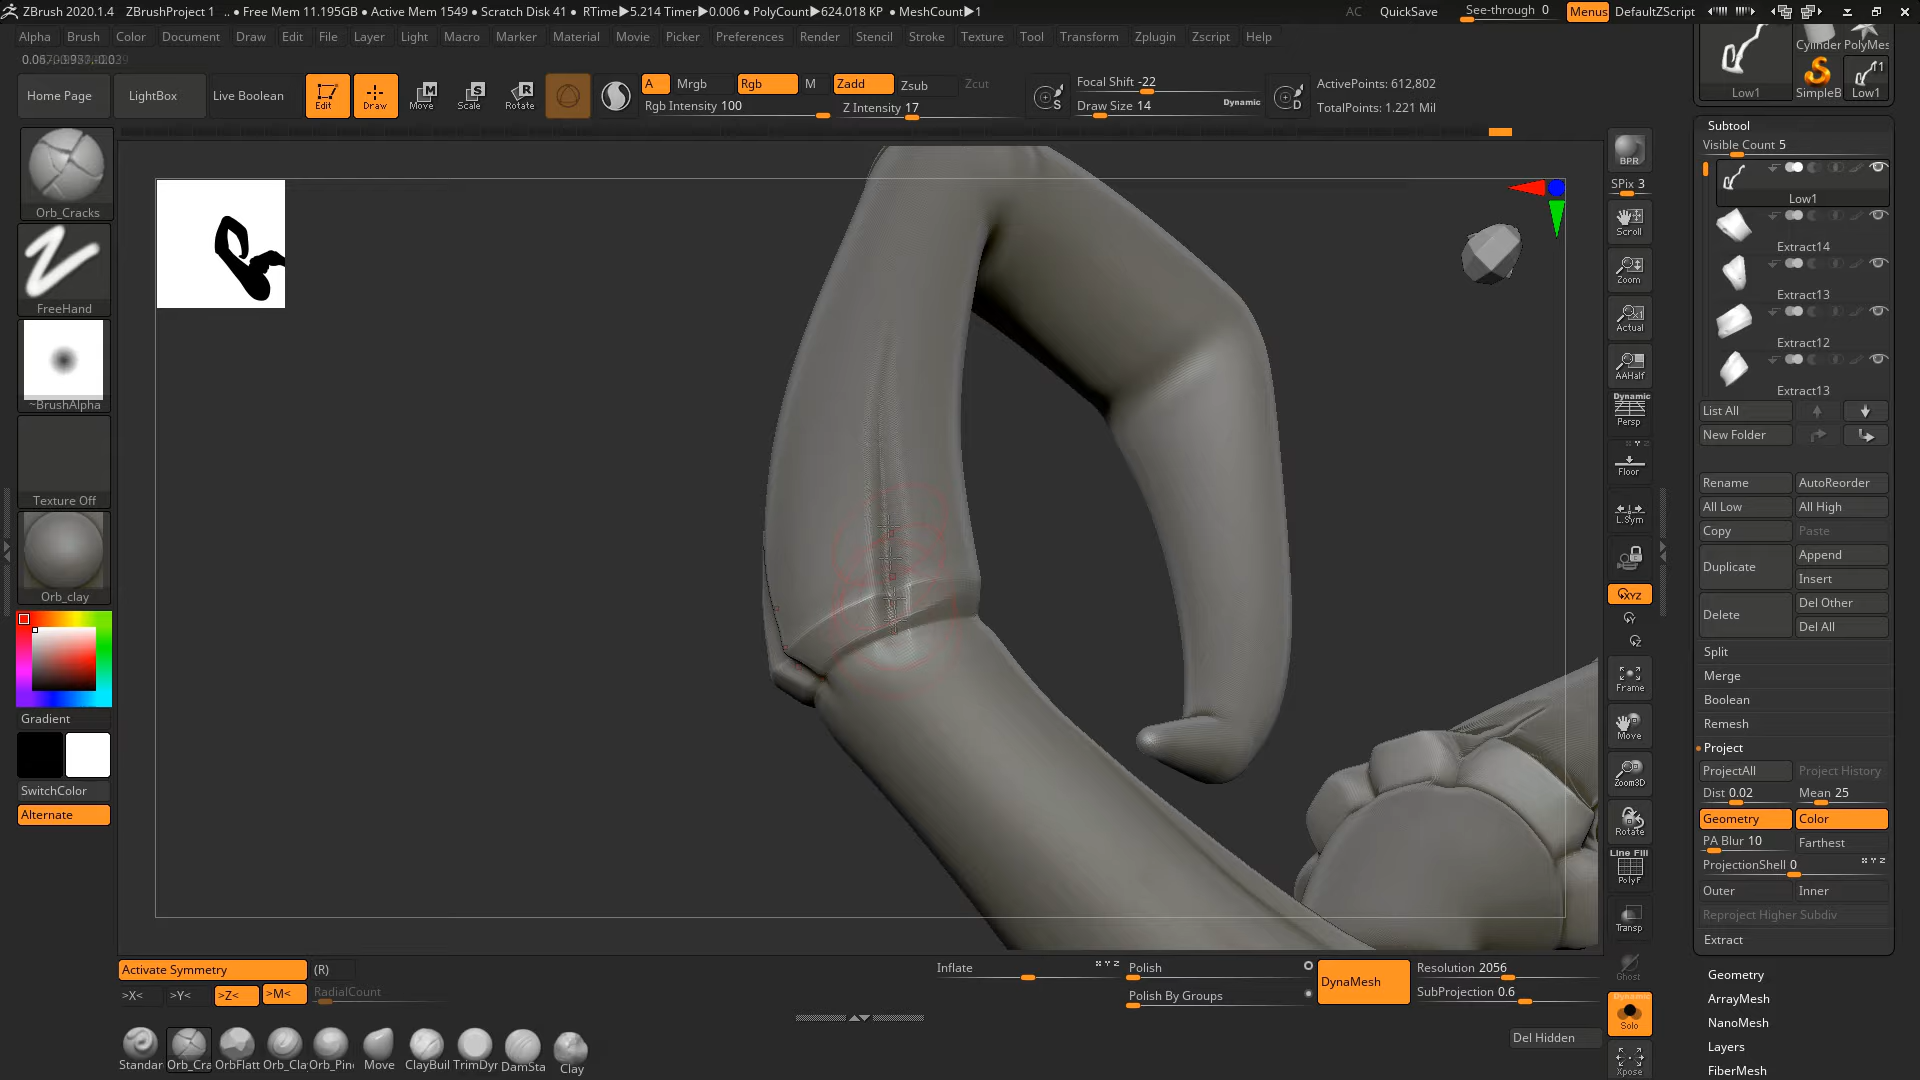 ZBrush 2020.1.4 ZBrushProject 1 .. ● Free Mem 11.195GB ● Active Mem 1549 ● Scratch Disk 41 ● RTime▶5.214 Timer▶0.006 ● PolyCount▶624.018 KP ● MeshCount▶1 AC QuickSave See-through 0 Menus DefaultZScript
Alpha Brush Color Document Draw Edit File Layer Light Macro Marker Material Movie Picker Preferences Render Stencil Stroke Texture Tool Transform Zplugin Zscript Help
Home Page LightBox Live Boolean Edit Draw Move Scale Rotate
A Mrgb Rgb M Zadd Zsub Zcut
Rgb Intensity 100 Z Intensity 17
Focal Shift -22
Draw Size 14 Dynamic
ActivePoints: 612,802
TotalPoints: 1.221 Mil
Cylinder PolyMes
Low1 SimpleB Low1
11
Orb_Cracks
FreeHand
~BrushAlpha
Texture Off
Orb_clay
Gradient
SwitchColor
Alternate
BPR
SPix 3
Scroll
Zoom
Actual
AAHalf
Dynamic
Persp
Floor
L.Sym
XYZ
Frame
Move
Zoom3D
Rotate
Line Fill
PolyF
Transp
Ghost
Dynamic
Solo
Xpose
Subtool
Visible Count 5
Low1
Extract14
Extract13
Extract12
Extract13
List All
New Folder
Rename AutoReorder
All Low All High
Copy Paste
Duplicate Append
Insert
Delete Del Other
Del All
Split
Merge
Boolean
Remesh
Project
ProjectAll Project History
Dist 0.02 Mean 25
Geometry Color
PA Blur 10 Farthest
ProjectionShell 0
Outer Inner
Reproject Higher Subdiv
Extract
Geometry
ArrayMesh
NanoMesh
Layers
FiberMesh
Activate Symmetry (R)
>X< >Y< >Z< >M< RadialCount
Inflate Polish
Polish By Groups
DynaMesh
Resolution 2056
SubProjection 0.6
Del Hidden
Standar Orb_Cra OrbFlatt Orb_Cla Orb_Pin Move ClayBuil TrimDyr DamSta Clay